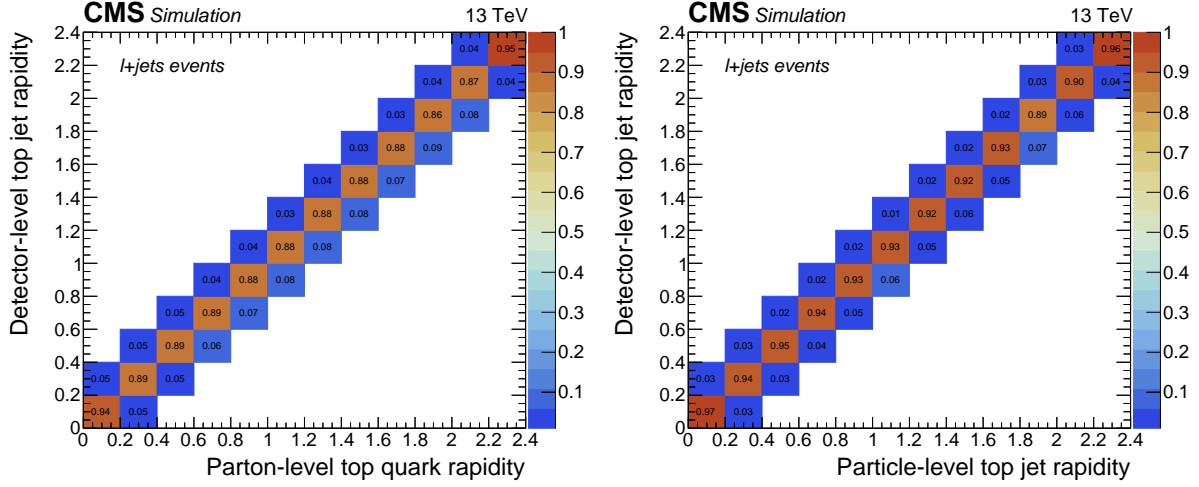 CMS Simulation 13 TeV
l+jets events
Detector-level top jet rapidity
2.4
2.2
2
1.8
1.6
1.4
1.2
1
0.8
0.6
0.4
0.2
0
0.04 0.95
0.04 0.87 0.04
0.03 0.86 0.08
0.03 0.88 0.09
0.04 0.88 0.07
0.03 0.88 0.08
0.04 0.88 0.08
0.04 0.88 0.08
0.05 0.89 0.07
0.05 0.89 0.06
0.05 0.89 0.05
0.94 0.05
0 0.2 0.4 0.6 0.8 1 1.2 1.4 1.6 1.8 2 2.2 2.4
Parton-level top quark rapidity
1
0.9
0.8
0.7
0.6
0.5
0.4
0.3
0.2
0.1
CMS Simulation 13 TeV
l+jets events
Detector-level top jet rapidity
2.4
2.2
2
1.8
1.6
1.4
1.2
1
0.8
0.6
0.4
0.2
0
0.03 0.96
0.03 0.90 0.04
0.02 0.89 0.06
0.02 0.93 0.07
0.02 0.92 0.05
0.01 0.92 0.06
0.02 0.93 0.05
0.02 0.93 0.06
0.02 0.94 0.05
0.03 0.95 0.04
0.03 0.94 0.03
0.97 0.03
0 0.2 0.4 0.6 0.8 1 1.2 1.4 1.6 1.8 2 2.2 2.4
Particle-level top jet rapidity
1
0.9
0.8
0.7
0.6
0.5
0.4
0.3
0.2
0.1